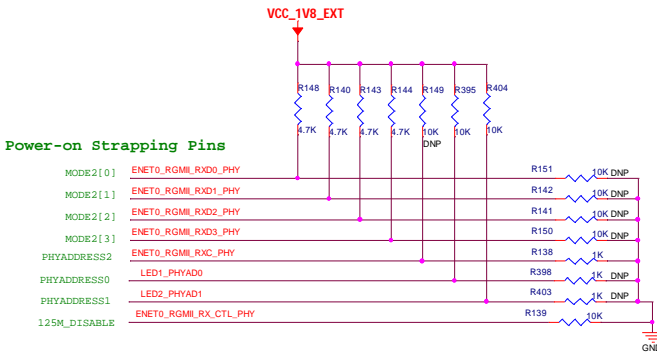 VCC_1V8_EXT
R148 R140 R143 R144 R149 R395 R404
4.7K 4.7K 4.7K 4.7K 10K 10K 10K
DNP
Power-on Strapping Pins
MODE2[0] ENET0_RGMII_RXD0_PHY R151 10K DNP
MODE2[1] ENET0_RGMII_RXD1_PHY R142 10K DNP
MODE2[2] ENET0_RGMII_RXD2_PHY R141 10K DNP
MODE2[3] ENET0_RGMII_RXD3_PHY R150 10K DNP
PHYADDRESS2 ENET0_RGMII_RXC_PHY R138 1K
PHYADDRESS0 LED1_PHYAD0 R398 1K DNP
PHYADDRESS1 LED2_PHYAD1 R403 1K DNP
125M_DISABLE ENET0_RGMII_RX_CTL_PHY R139 10K
GND